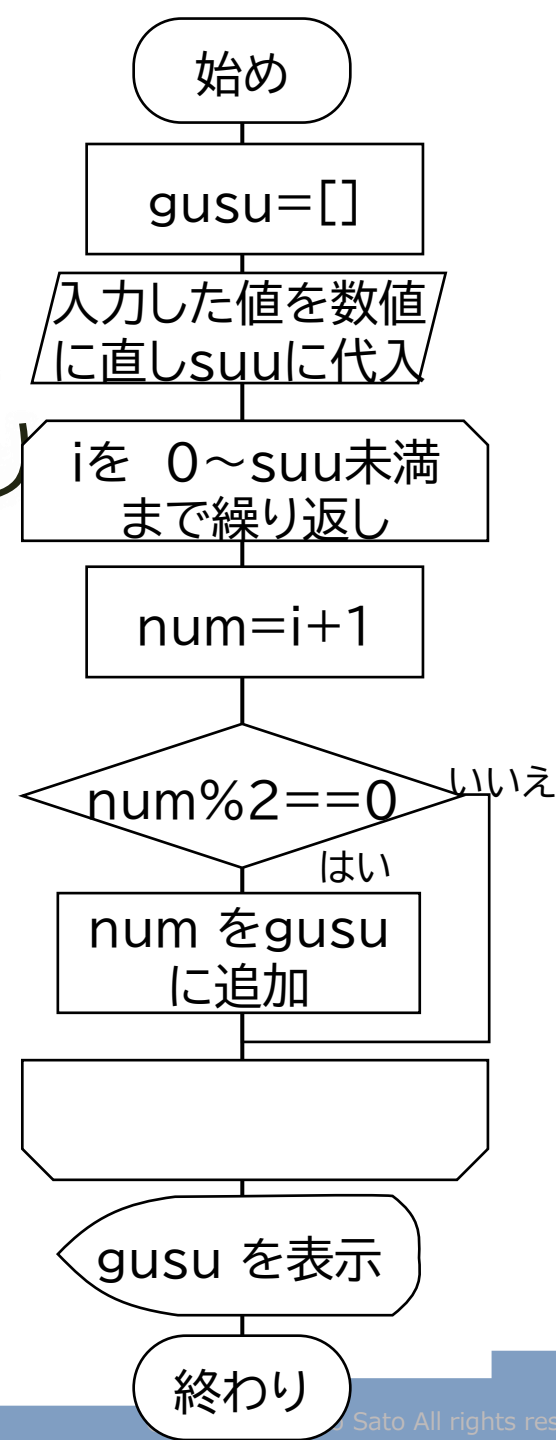 始め
gusu=[]
入力した値を数値
に直しsuuに代入
iを 0～suu未満
まで繰り返し
num=i+1
num%2==0
いいえ
はい
num をgusu
に追加
gusu を表示
終わり
Sato All rights res